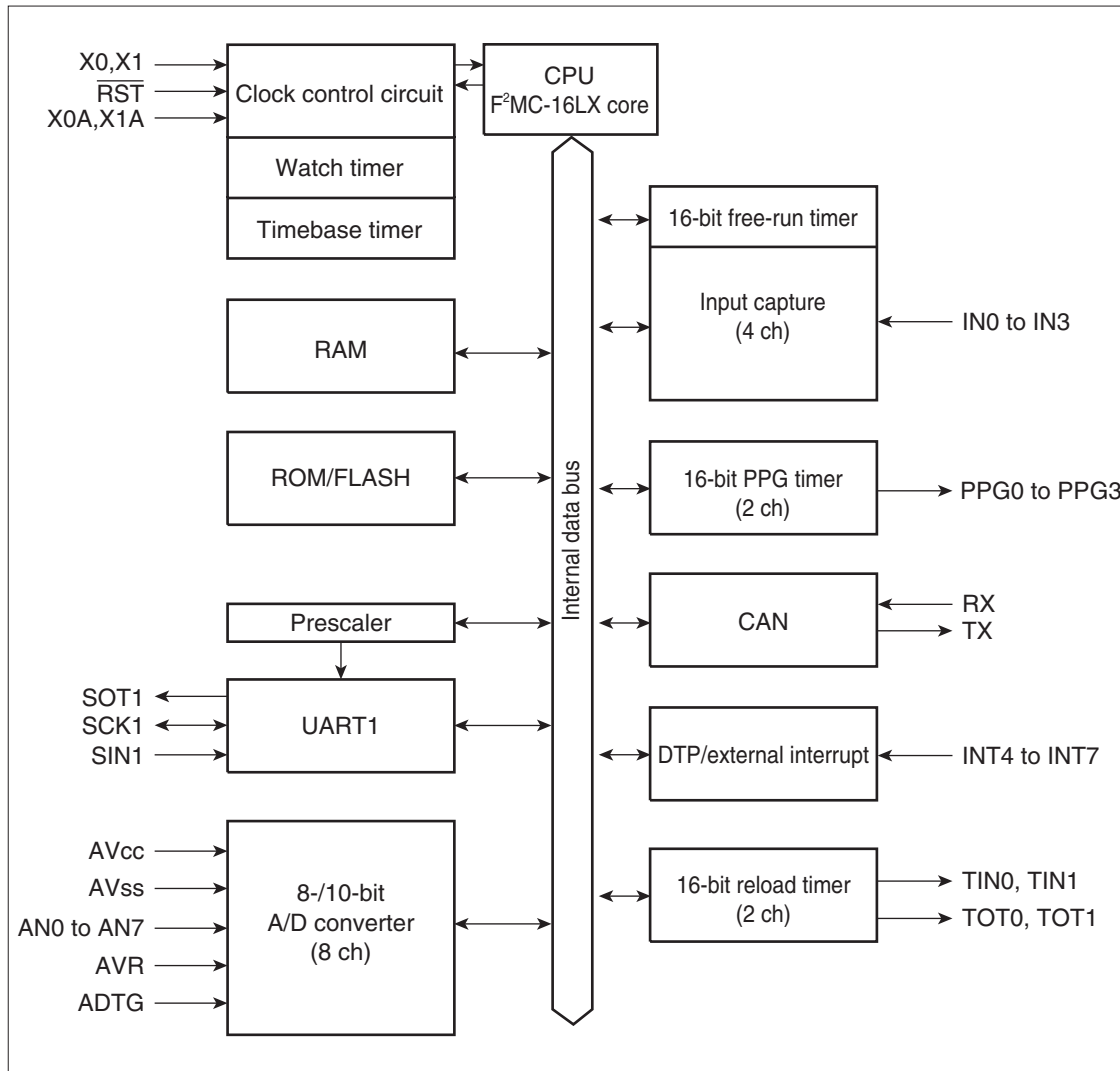 X0,X1
RST
X0A,X1A
Clock control circuit
Watch timer
Timebase timer
CPU
F²MC-16LX core
RAM
ROM/FLASH
Prescaler
SOT1
SCK1
SIN1
UART1
AVcc
AVss
AN0 to AN7
AVR
ADTG
8-/10-bit
A/D converter
(8 ch)
Internal data bus
16-bit free-run timer
Input capture
(4 ch)
IN0 to IN3
16-bit PPG timer
(2 ch)
PPG0 to PPG3
CAN
RX
TX
DTP/external interrupt
INT4 to INT7
16-bit reload timer
(2 ch)
TIN0, TIN1
TOT0, TOT1